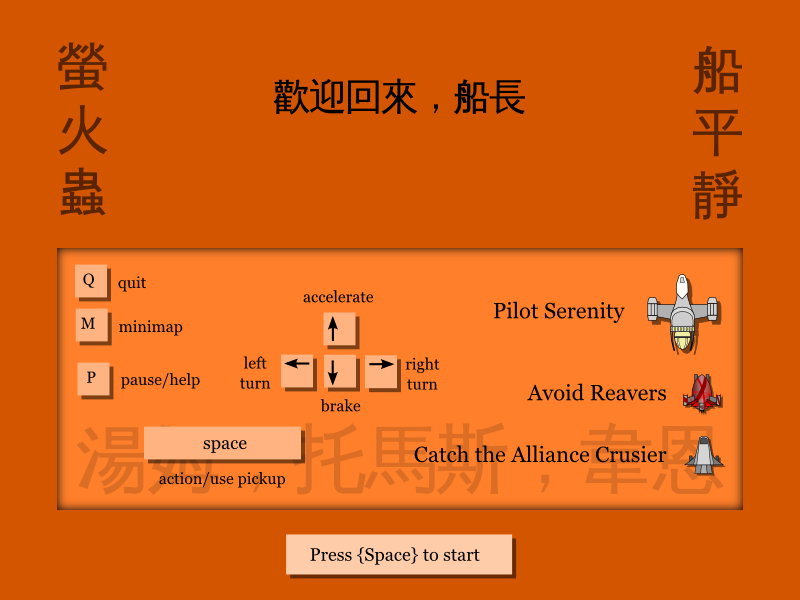 螢火蟲
歡迎回來，船長
船平靜
Q quit
M minimap
P pause/help
accelerate
left turn
right turn
brake
space
action/use pickup
Pilot Serenity
Avoid Reavers
Catch the Alliance Crusier
湯姆，托馬斯，韋恩
Press {Space} to start